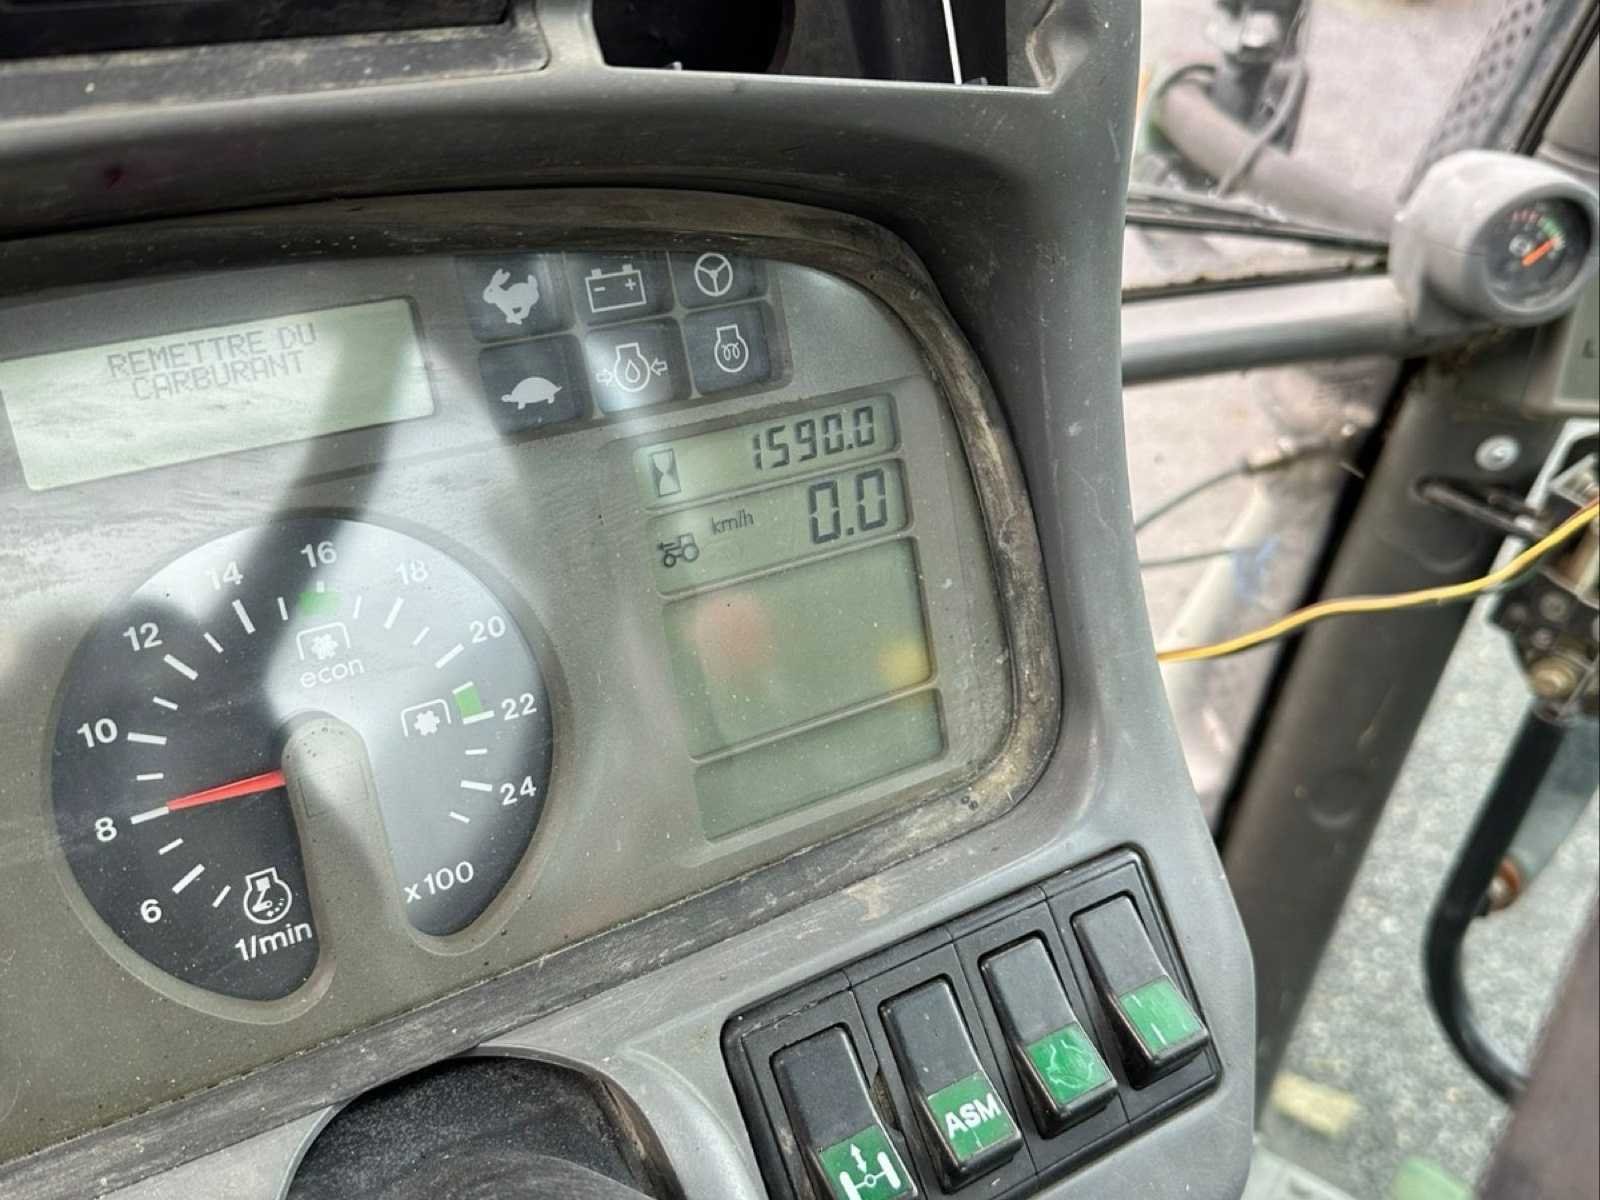 REMETTRE DU
CARBURANT
1590.0
km/h
0.0
16
14
18
12
20
econ
10
22
8
24
6
x 100
1/min
ASM